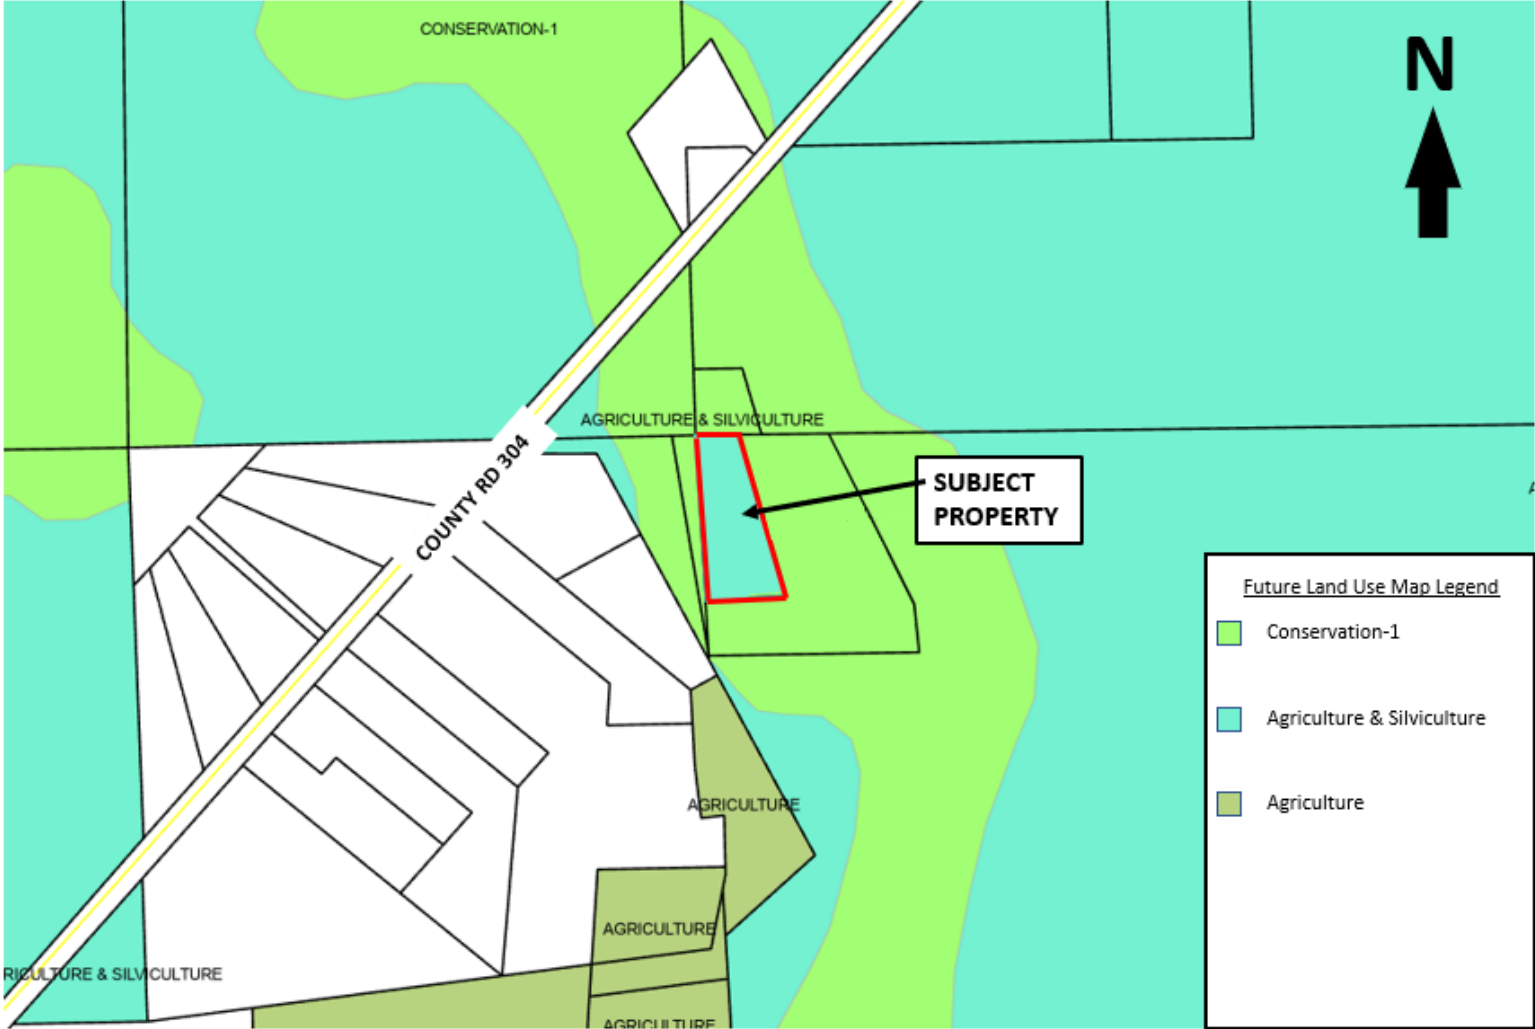 CONSERVATION-1
N
AGRICULTURE & SILVICULTURE
COUNTY RD 304
SUBJECT
PROPERTY
Future Land Use Map Legend
Conservation-1
Agriculture & Silviculture
Agriculture
AGRICULTURE
AGRICULTURE
RICULTURE & SILVICULTURE
AGRICULTURE